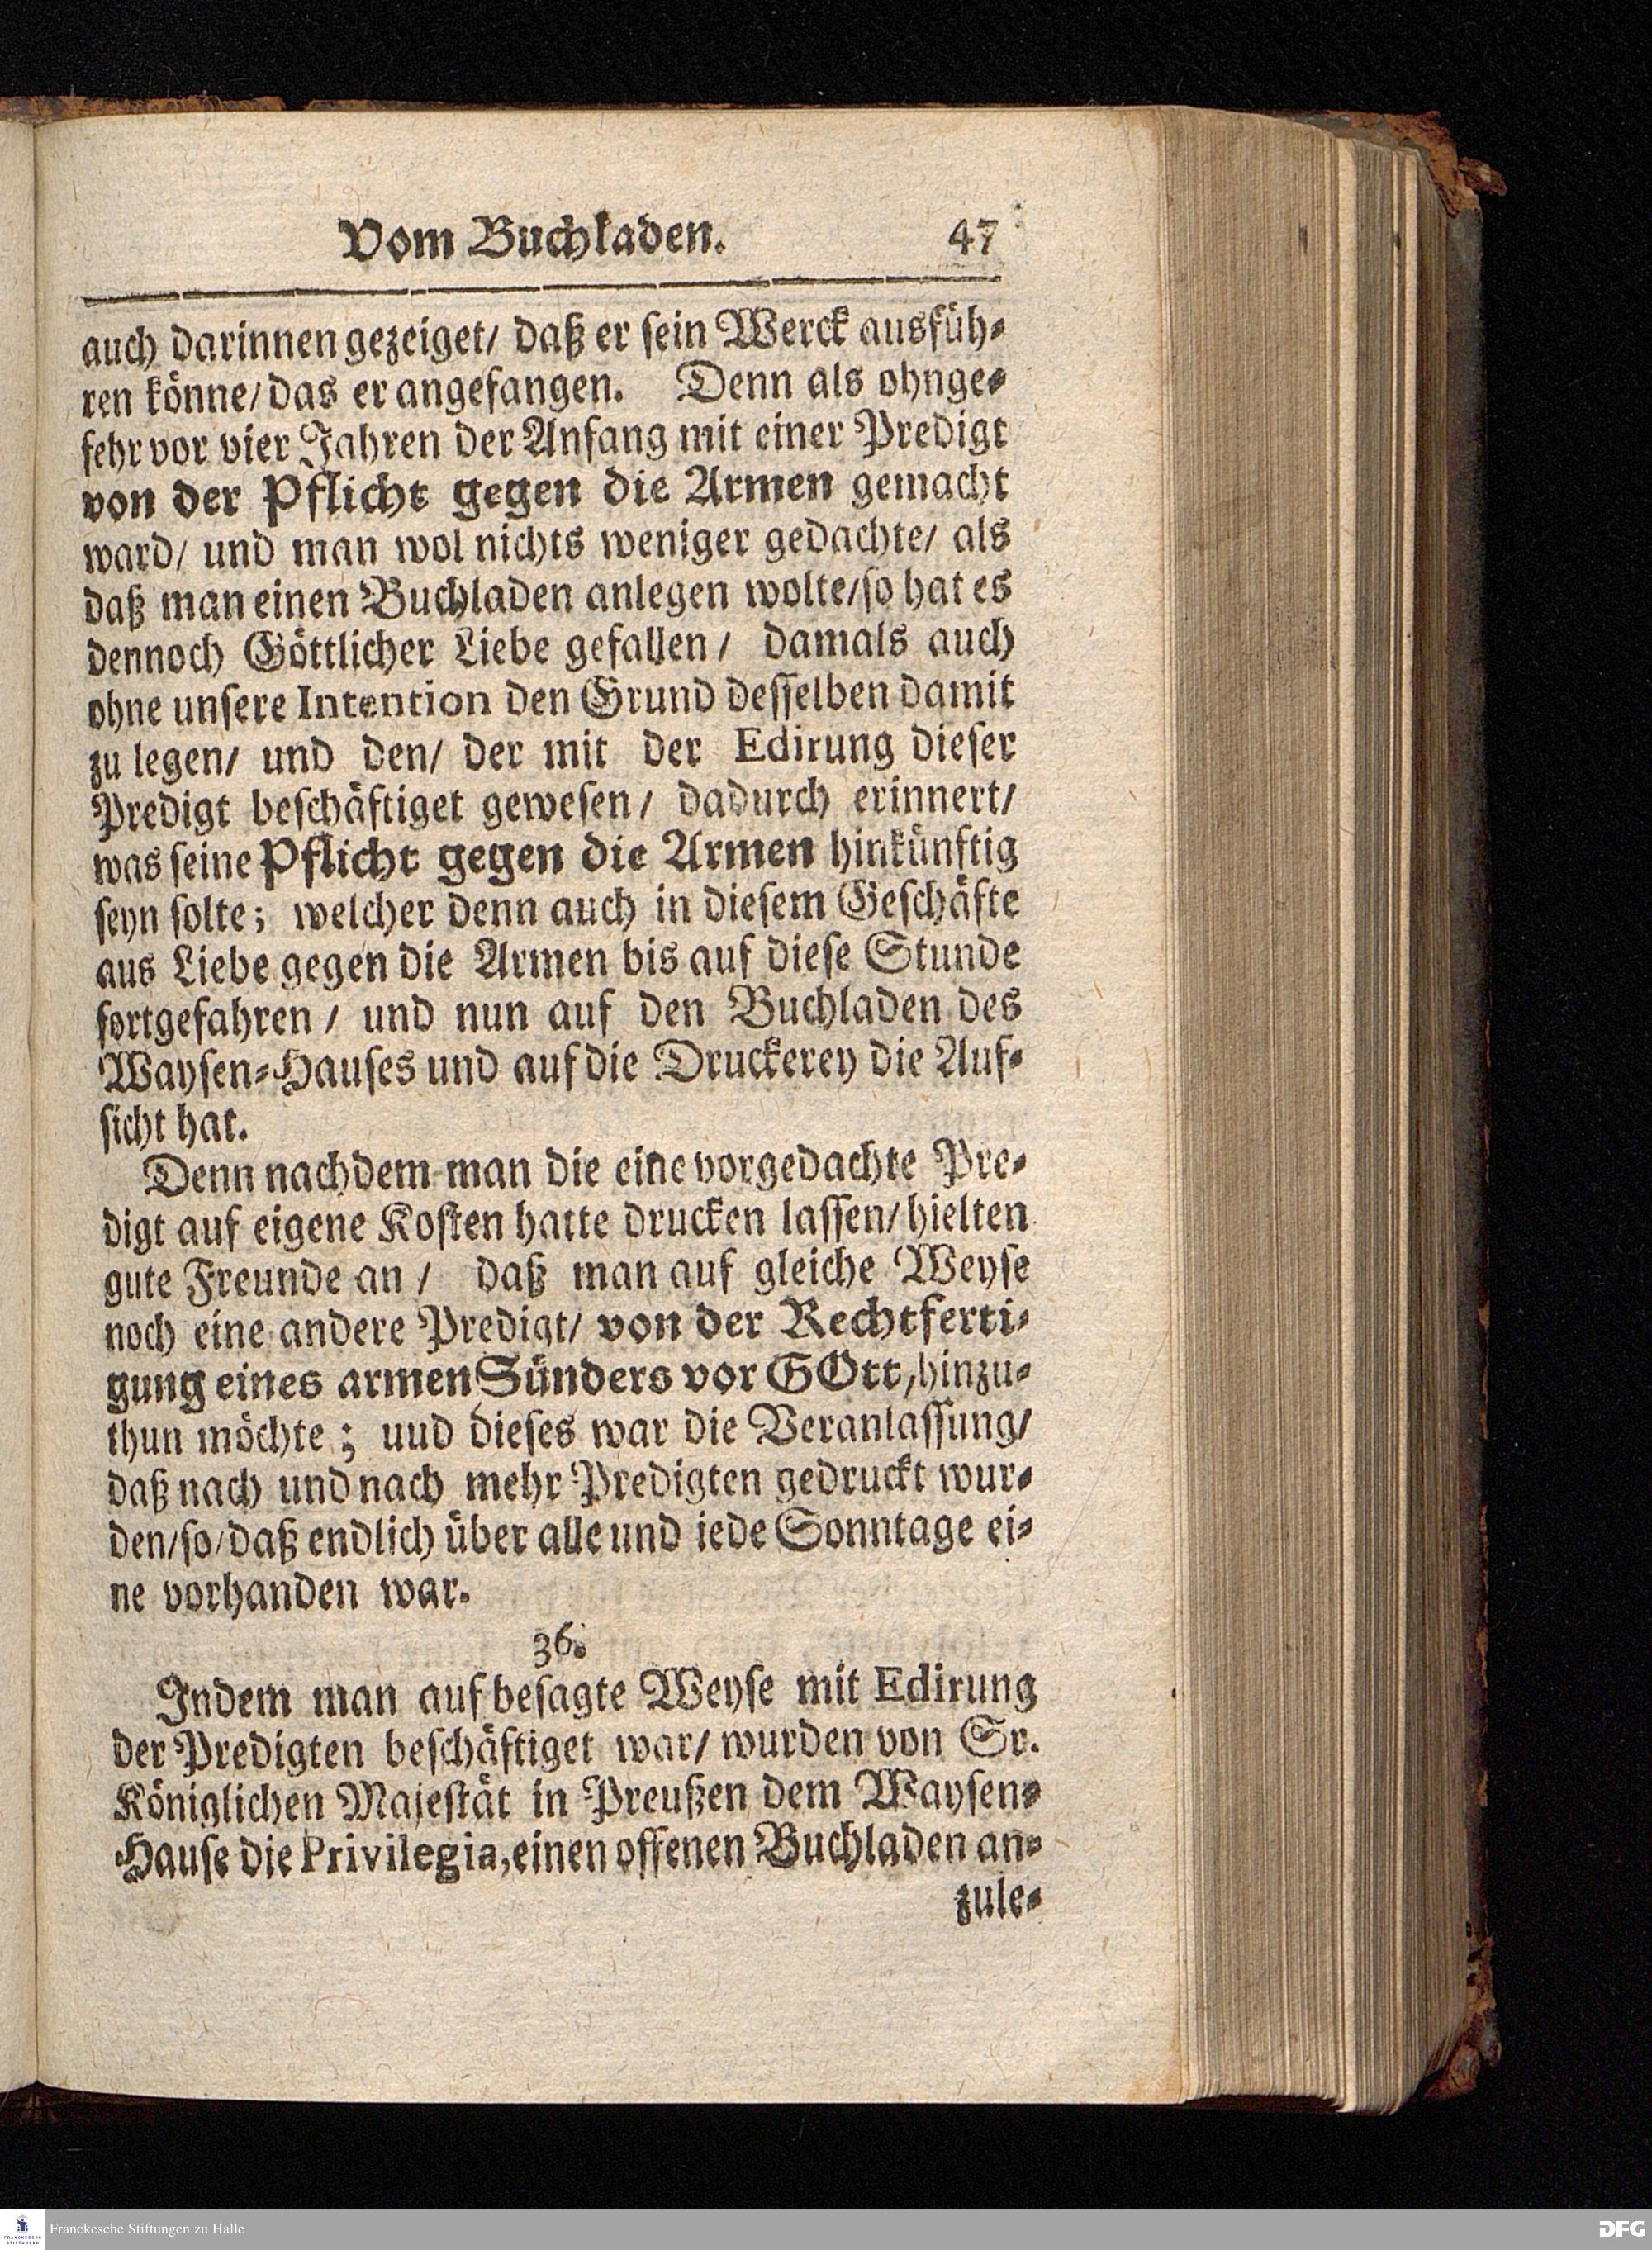 Vom Buchladen. 47
auch darinnen gezeiget/ daß er sein Werck ausfüh-
ren könne/ das er angefangen. Denn als ohnge-
fehr vor vier Jahren der Anfang mit einer Predigt
von der Pflicht gegen die Armen gemacht
ward/ und man wol nichts weniger gedachte/ als
daß man einen Buchladen anlegen wolte/ so hat es
dennoch Göttlicher Liebe gefallen/ damals auch
ohne unsere Intention den Grund desselben damit
zu legen/ und den/ der mit der Edirung dieser
Predigt beschäftiget gewesen/ dadurch erinnert/
was seine Pflicht gegen die Armen hinkünftig
seyn solte; welcher denn auch in diesem Geschäfte
aus Liebe gegen die Armen bis auf diese Stunde
fortgefahren/ und nun auf den Buchladen des
Waysen-Hauses und auf die Druckerey die Auf-
sicht hat.
Denn nachdem man die eine vorgedachte Pre-
digt auf eigene Kosten hatte drucken lassen/ hielten
gute Freunde an/ daß man auf gleiche Weyse
noch eine andere Predigt/ von der Rechtferti-
gung eines armen Sünders vor GOtt, hinzu-
thun möchte; uud dieses war die Veranlassung/
daß nach und nach mehr Predigten gedruckt wur-
den/ so/ daß endlich über alle und iede Sonntage ei-
ne vorhanden war.
36.
Indem man auf besagte Weyse mit Edirung
der Predigten beschäftiget war/ wurden von Sr.
Königlichen Majestät in Preußen dem Waysen-
Hause die Privilegia, einen offenen Buchladen an-
zule-
FRANCKESCHE STIFTUNGEN
Franckesche Stiftungen zu Halle
DFG